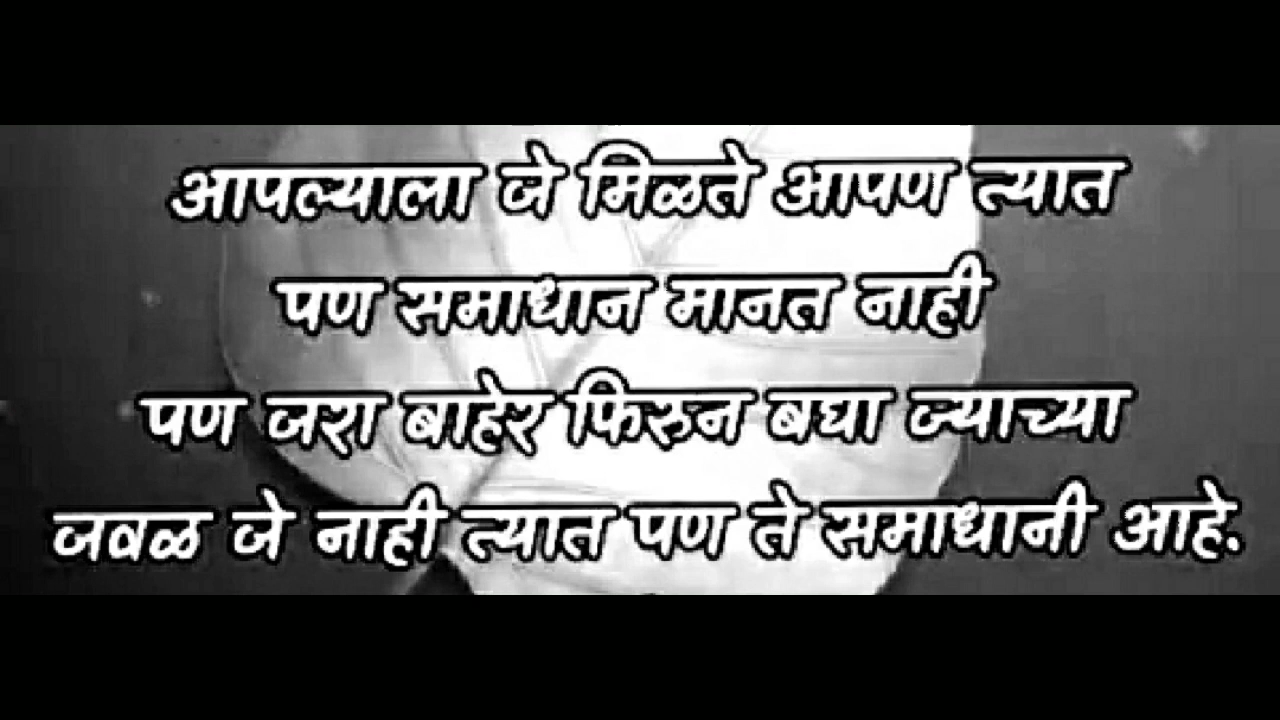 आपल्याला जे मिळते आपण त्यात
पण समाधान मानत नाही
पण जरा बाहेर फिरुन बघा ज्याच्या
जवळ जे नाही त्यात पण ते समाधानी आहे.